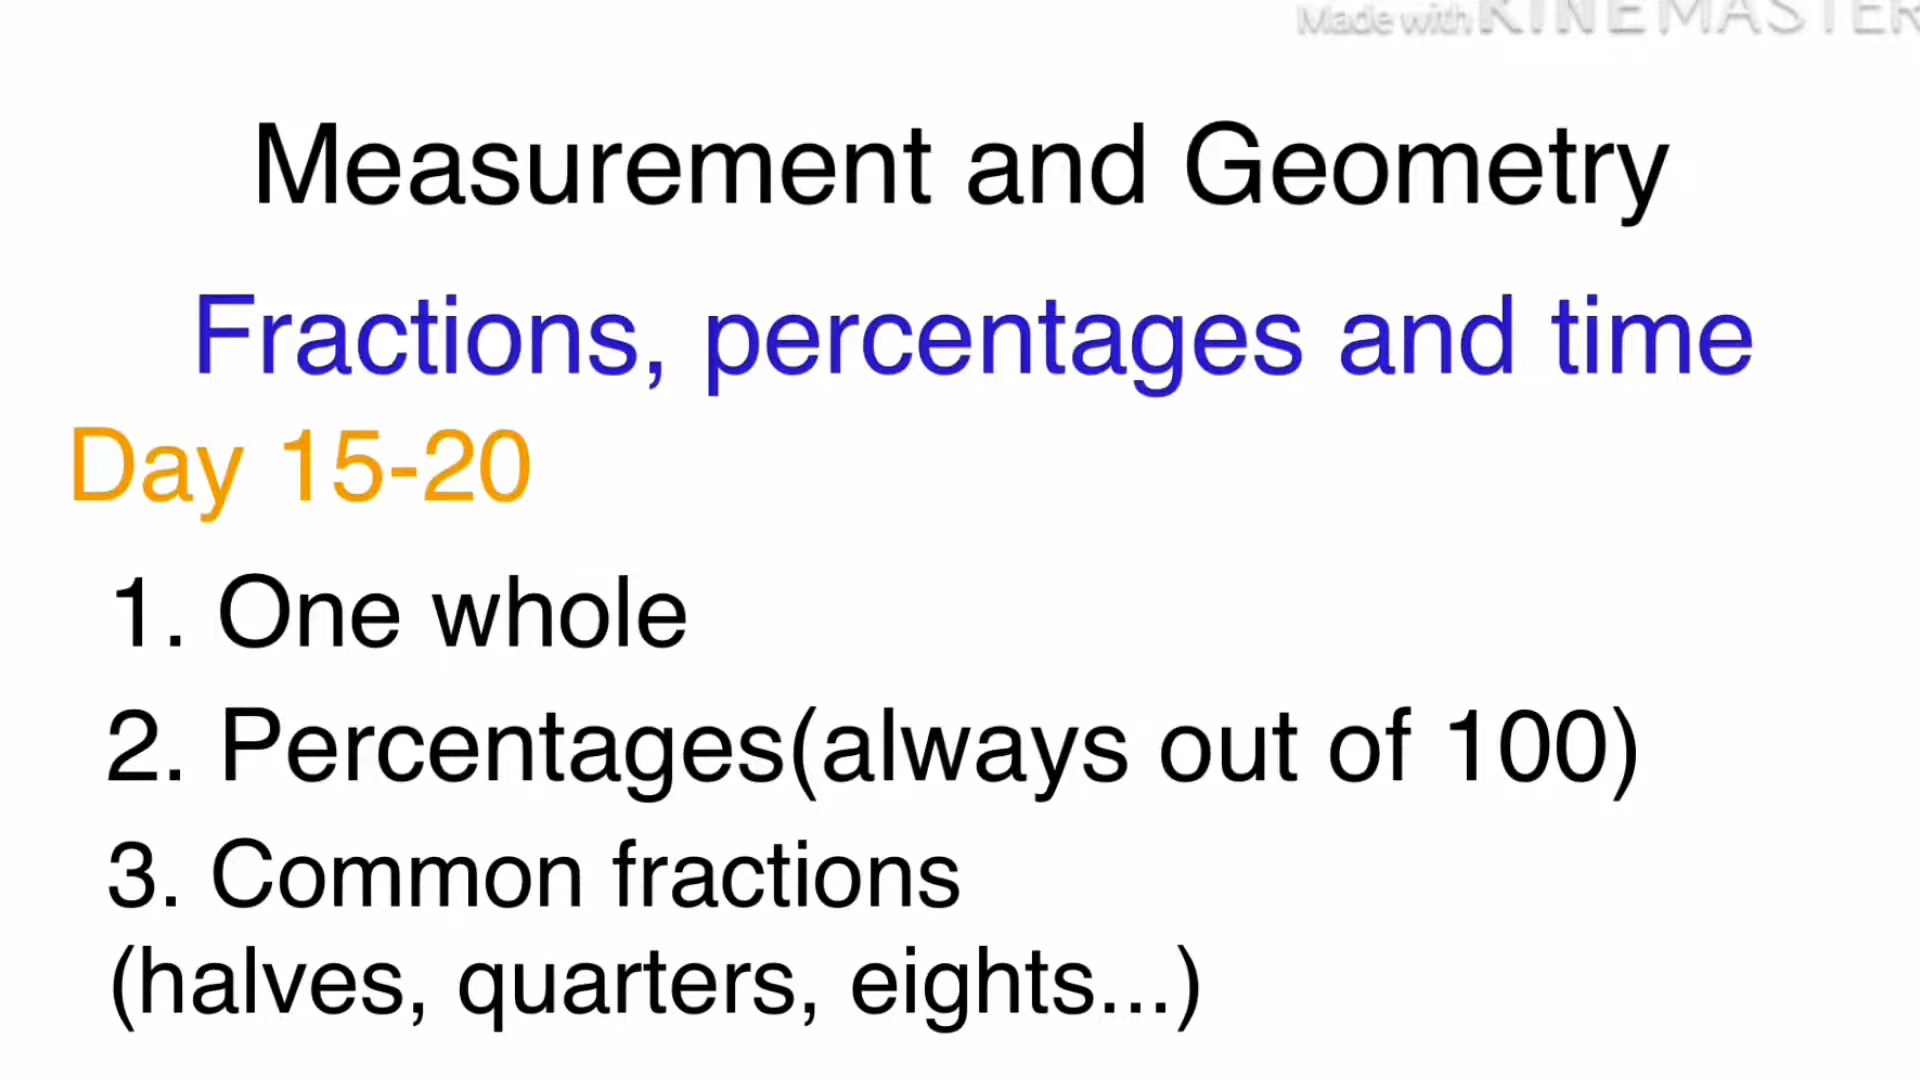 Made with KINEMASTER
Measurement and Geometry
Fractions, percentages and time
Day 15-20
1. One whole
2. Percentages(always out of 100)
3. Common fractions
(halves, quarters, eights...)